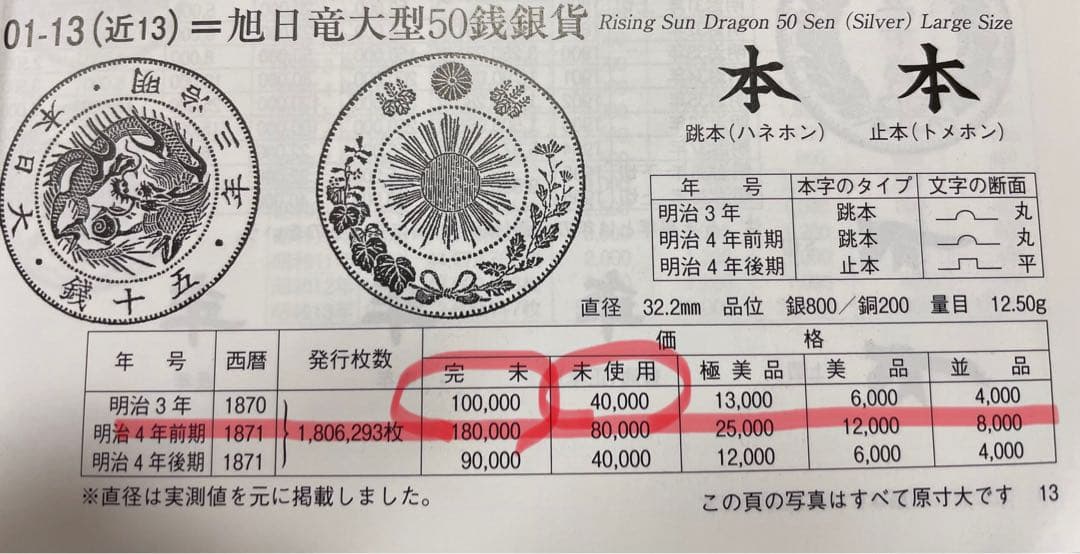 01-13(近13)=旭日竜大型50銭銀貨 Rising Sun Dragon 50 Sen (Silver) Large Size
明治三年
大日本
五十銭
本 本
跳本(ハネホン) 止本(トメホン)
年 号 本字のタイプ 文字の断面
明治3年 跳本 丸
明治4年前期 跳本 丸
明治4年後期 止本 平
直径 32.2mm 品位 銀800/銅200 量目 12.50g
年 号 西暦 発行枚数 価 格
完 未 未使用 極美品 美 品 並 品
明治3年 1870 100,000 40,000 13,000 6,000 4,000
明治4年前期 1871 1,806,293枚 180,000 80,000 25,000 12,000 8,000
明治4年後期 1871 90,000 40,000 12,000 6,000 4,000
※直径は実測値を元に掲載しました。 この頁の写真はすべて原寸大です 13